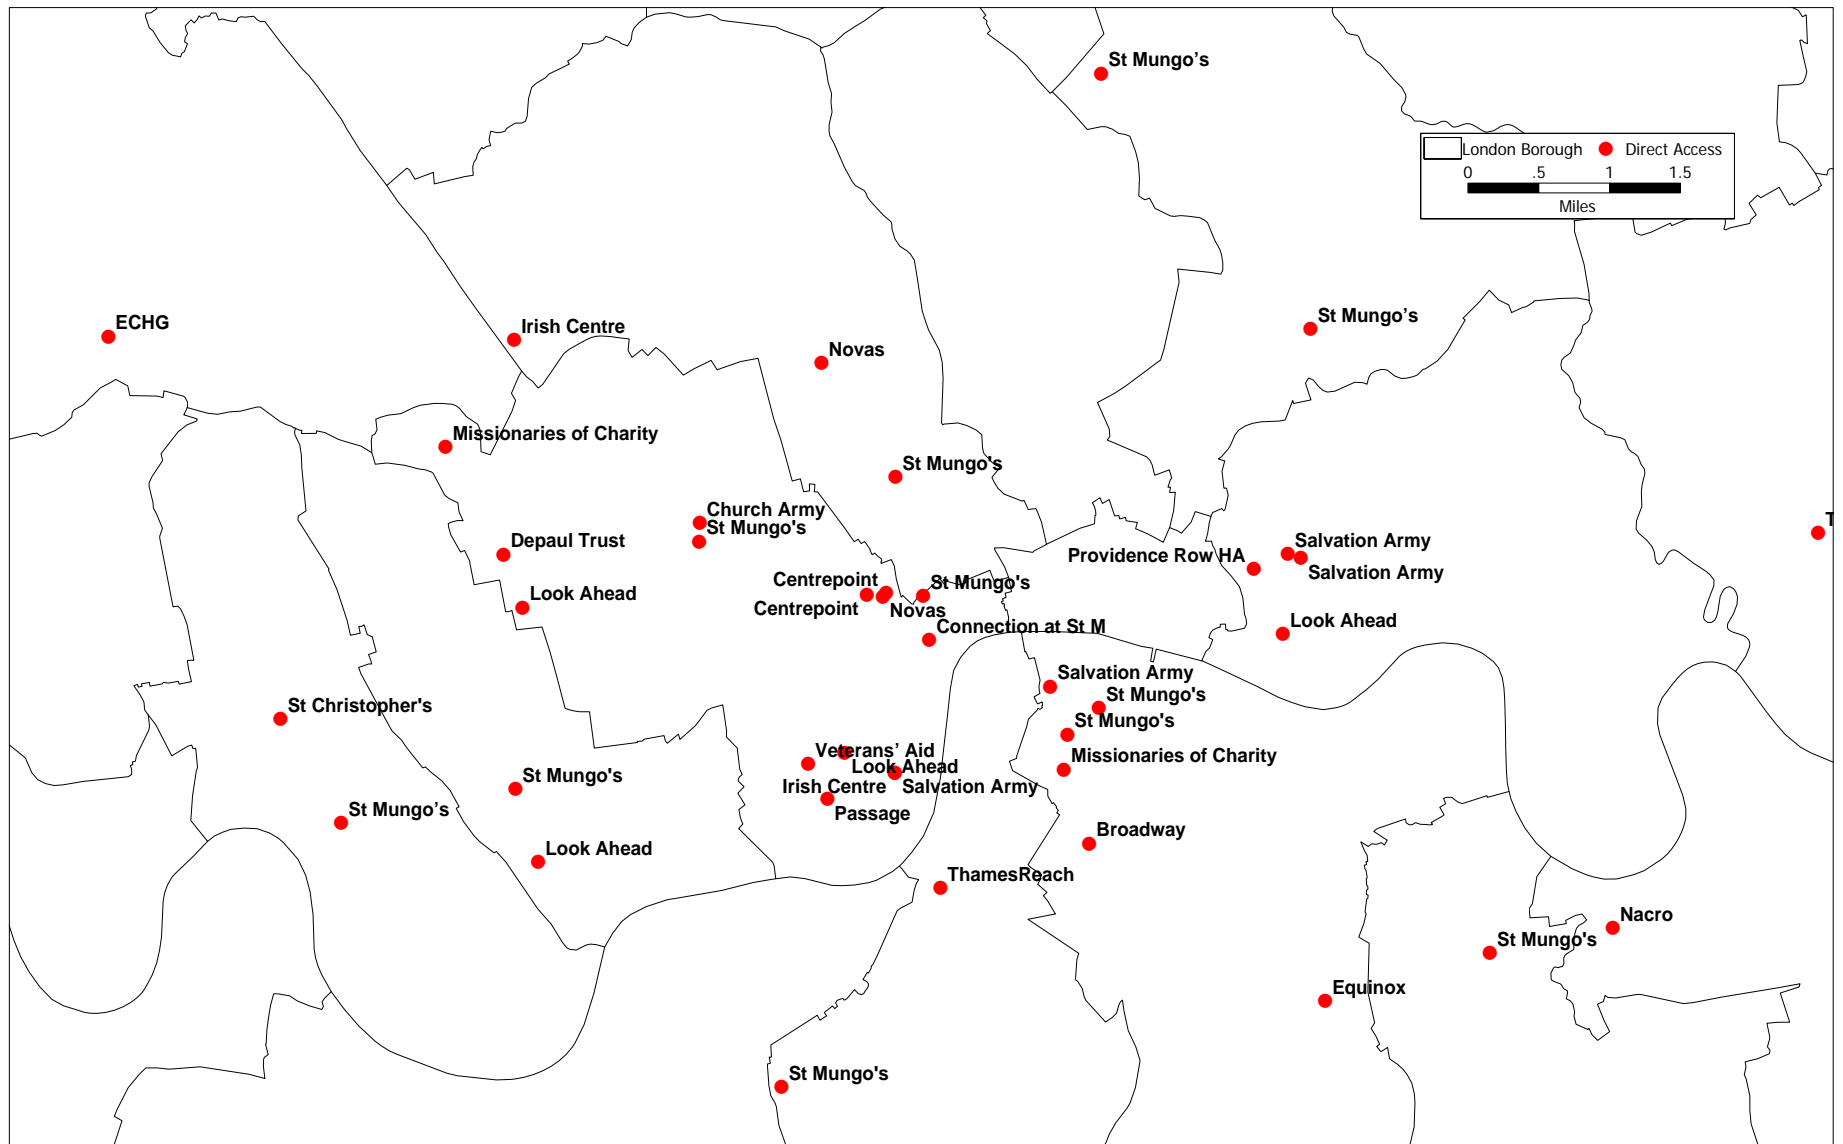 St Mungo’s
London Borough
Direct Access
0 .5 1 1.5
Miles
ECHG
Irish Centre
St Mungo’s
Novas
Missionaries of Charity
St Mungo's
Church Army
St Mungo's
Depaul Trust
Salvation Army
Providence Row HA
Salvation Army
T
Centrepoint
St Mungo's
Look Ahead
Centrepoint
Novas
Connection at St M
Look Ahead
Salvation Army
St Mungo's
St Christopher's
St Mungo's
Veterans’ Aid
Look Ahead
Missionaries of Charity
St Mungo's
Irish Centre
Salvation Army
Passage
St Mungo’s
Broadway
Look Ahead
ThamesReach
Nacro
St Mungo's
Equinox
St Mungo's